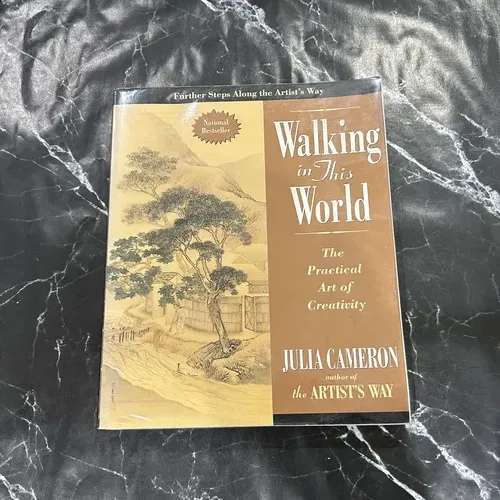 Further Steps Along the Artist's Way
National
Bestseller
Walking
in This
World
The
Practical
Art of
Creativity
JULIA CAMERON
author of
the ARTIST'S WAY